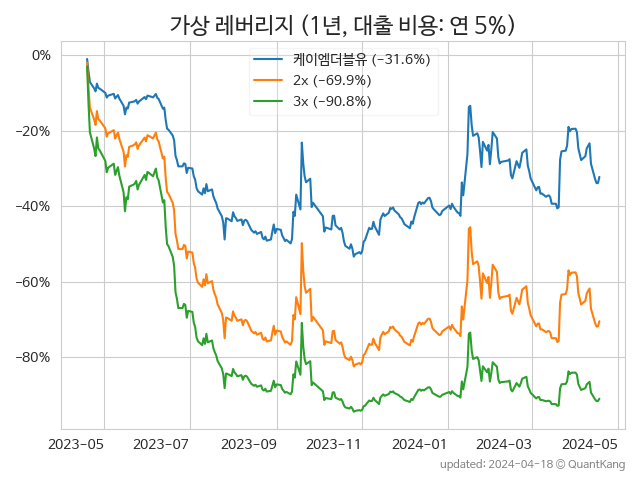 가상 레버리지 (1년, 대출 비용: 연 5%)
케이엠더블유 (−31.6%)
2x (−69.9%)
3x (−90.8%)
0%
−20%
−40%
−60%
−80%
2023-05 2023-07 2023-09 2023-11 2024-01 2024-03 2024-05
updated: 2024-04-18 © QuantKang